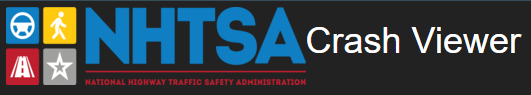 NHTSA Crash Viewer
NATIONAL HIGHWAY TRAFFIC SAFETY ADMINISTRATION